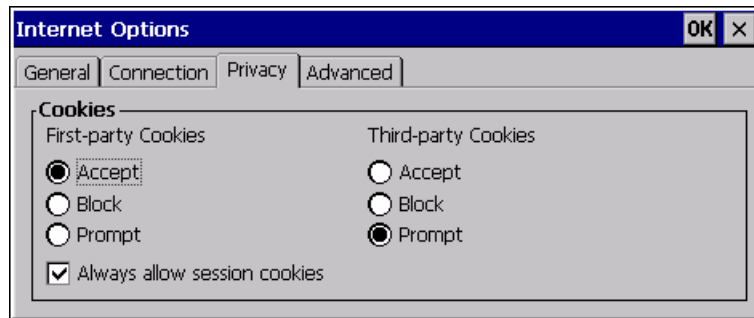 Internet Options OK ×
General Connection Privacy Advanced
Cookies
First-party Cookies Third-party Cookies
Accept Accept
Block Block
Prompt Prompt
Always allow session cookies